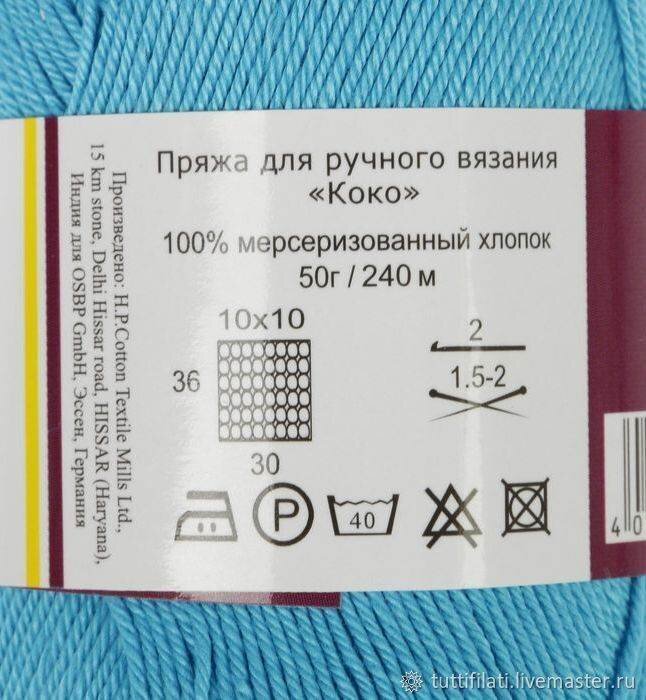 Пряжа для ручного вязания
«Коко»
100% мерсеризованный хлопок
50г / 240 м
10x10
36
30
2
1.5-2
P
40
Произведено: H.P.Cotton Textile Mills Ltd.,
15 km stone, Delhi Hissar road, HISSAR (Haryana),
Индия для OSBP GmbH, Эссен, Германия
4 0
tuttifilati.livemaster.ru